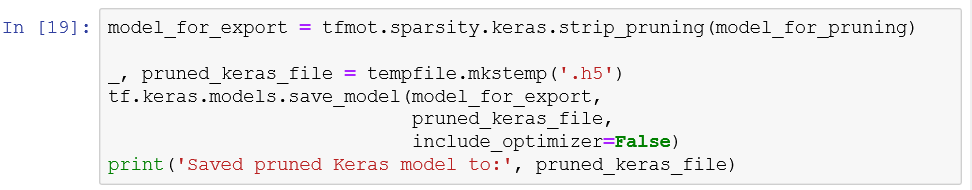 In [19]: model_for_export = tfmot.sparsity.keras.strip_pruning(model_for_pruning)
_, pruned_keras_file = tempfile.mkstemp('.h5')
tf.keras.models.save_model(model_for_export,
pruned_keras_file,
include_optimizer=False)
print('Saved pruned Keras model to:', pruned_keras_file)